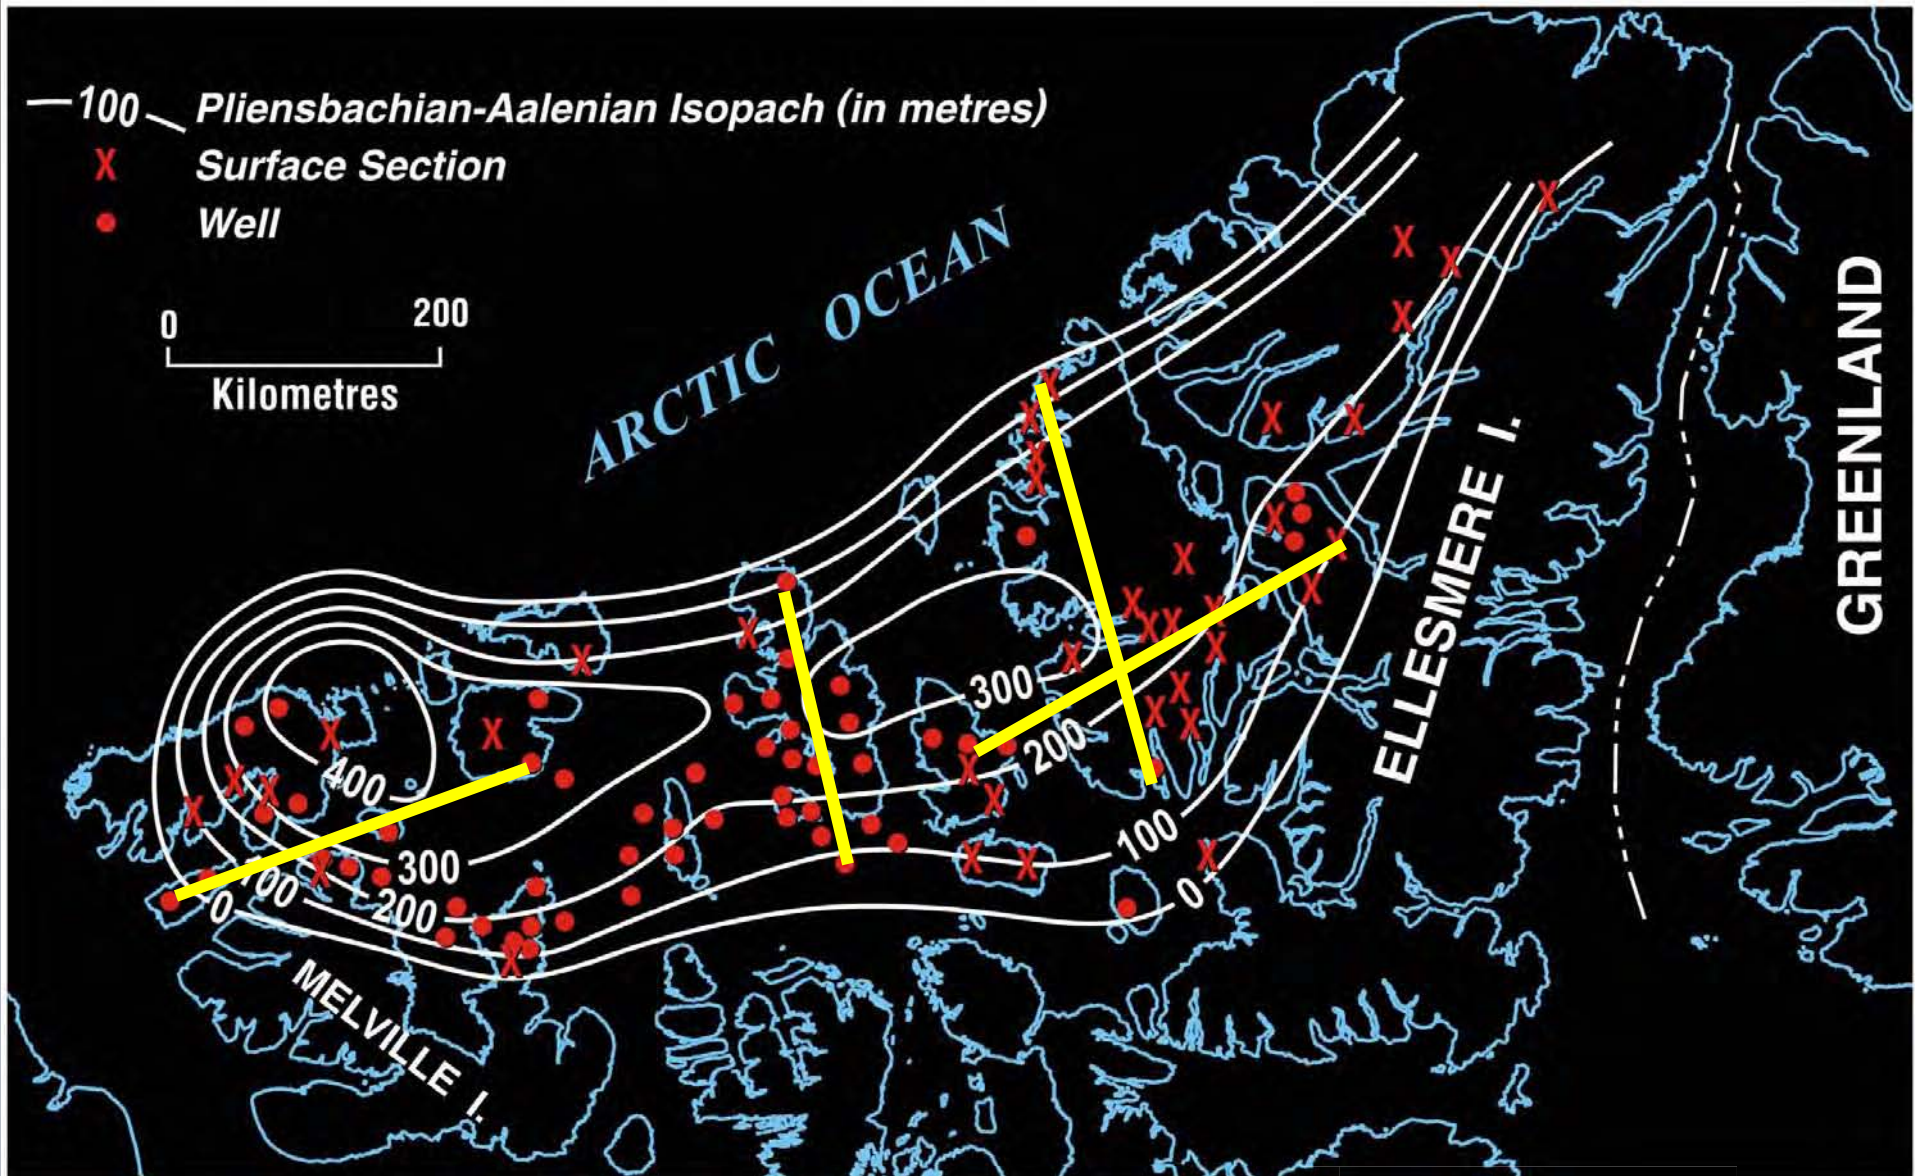 100 Pliensbachian-Aalenian Isopach (in metres)
X Surface Section
Well
0 200
Kilometres
ARCTIC OCEAN
GREENLAND
ELLESMERE I.
MELVILLE I.
400
300
200
100
0
300
200
100
0